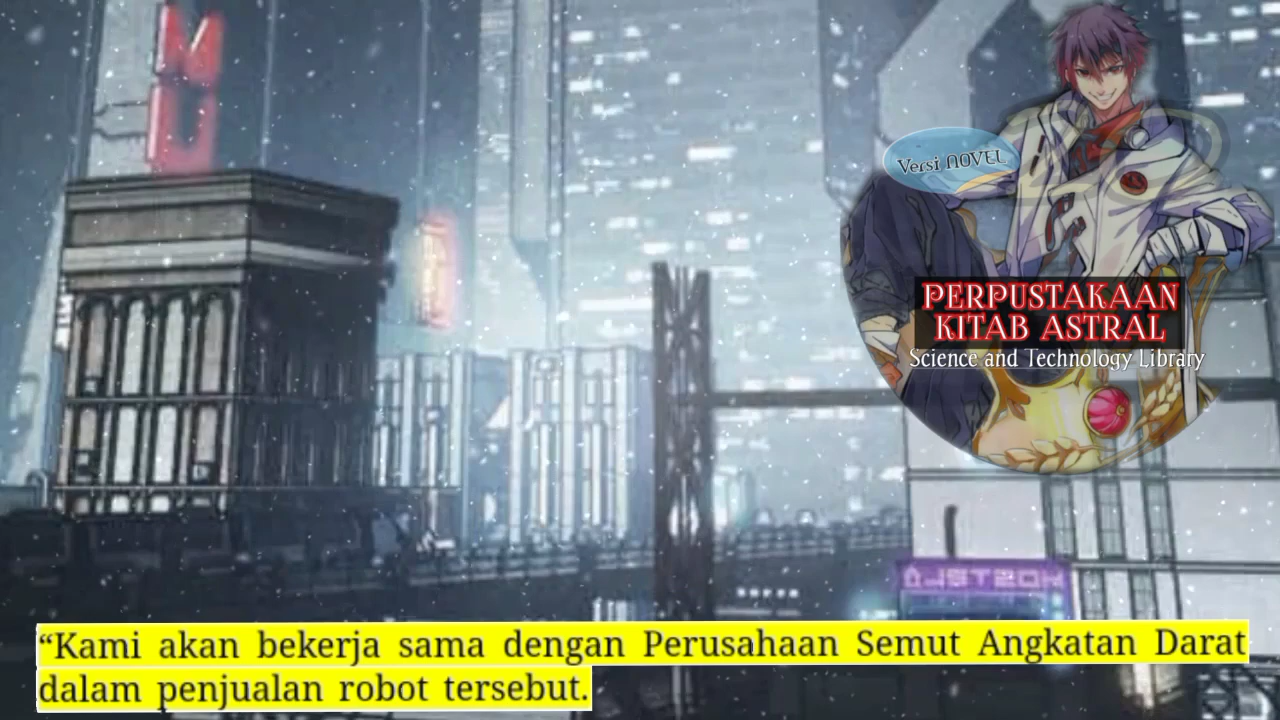 MU
Versi NOVEL
PERPUSTAKAAN
KITAB ASTRAL
Science and Technology Library
“Kami akan bekerja sama dengan Perusahaan Semut Angkatan Darat
dalam penjualan robot tersebut.